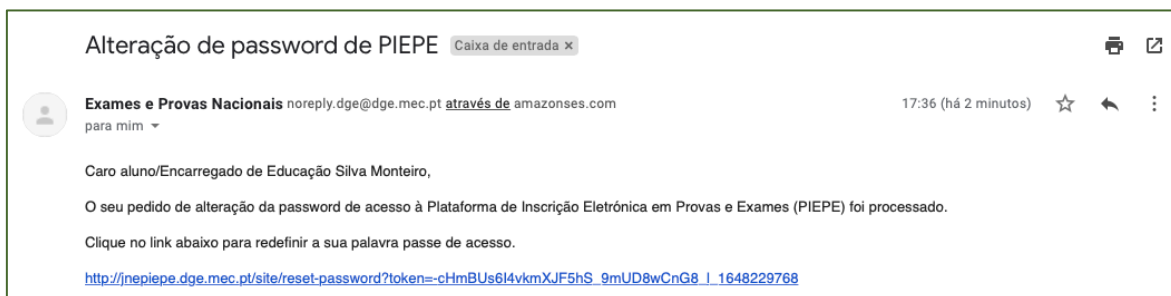 Alteração de password de PIEPE Caixa de entrada ×
Exames e Provas Nacionais noreply.dge@dge.mec.pt através de amazonses.com 17:36 (há 2 minutos)
para mim
Caro aluno/Encarregado de Educação Silva Monteiro,
O seu pedido de alteração da password de acesso à Plataforma de Inscrição Eletrónica em Provas e Exames (PIEPE) foi processado.
Clique no link abaixo para redefinir a sua palavra passe de acesso.
http://jnepiepe.dge.mec.pt/site/reset-password?token=-cHmBUs6I4vkmXJF5hS_9mUD8wCnG8_l_1648229768